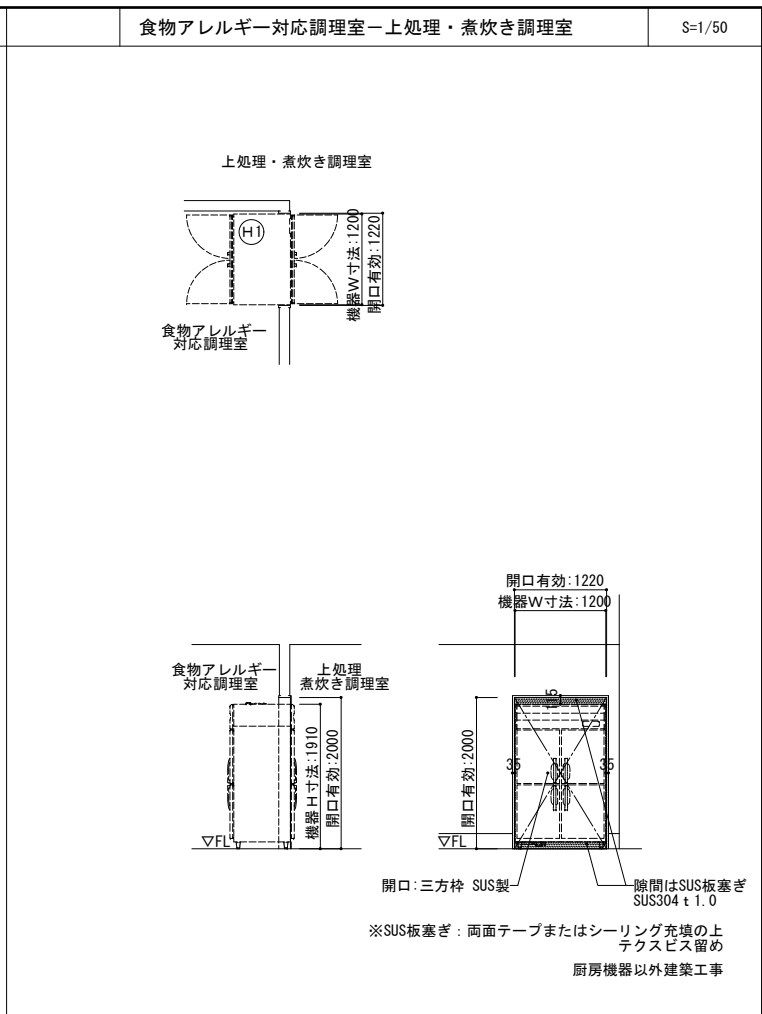 食物アレルギー対応調理室－上処理・煮炊き調理室
S=1/50
上処理・煮炊き調理室
H1
機器W寸法:1200
開口有効:1220
食物アレルギー
対応調理室
開口有効:1220
機器W寸法:1200
食物アレルギー
対応調理室
上処理
煮炊き調理室
機器H寸法:1910
開口有効:2000
▽FL
開口有効:2000
115
35
35
▽FL
開口:三方枠 SUS製
隙間はSUS板塞ぎ
SUS304 t 1.0
※SUS板塞ぎ：両面テープまたはシーリング充填の上
テクスビス留め
厨房機器以外建築工事